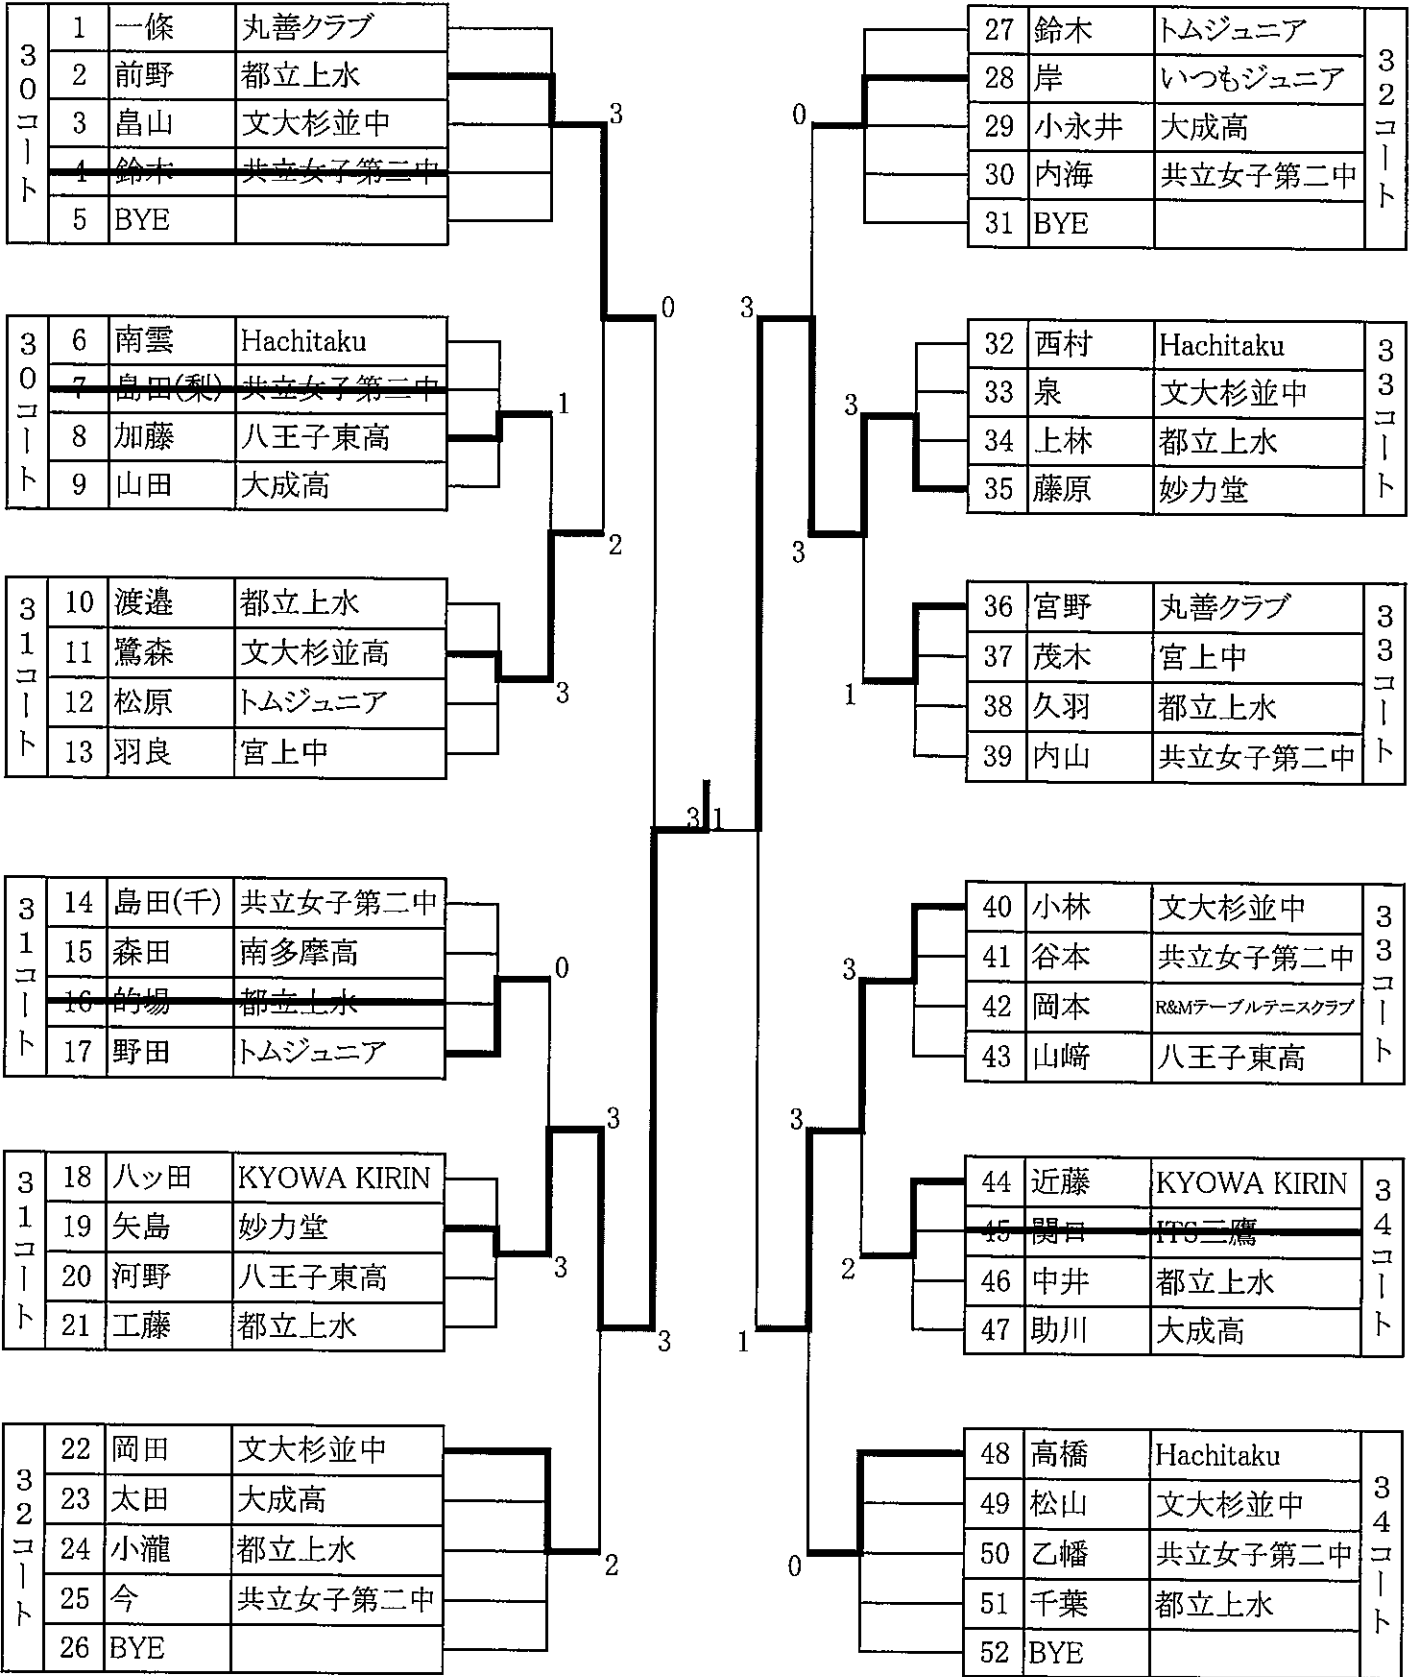 30コート
1 一條 丸善クラブ
2 前野 都立上水
3 畠山 文大杉並中
4 鈴木 共立女子第二中
5 BYE
3
30コート
6 南雲 Hachitaku
7 島田(梨) 共立女子第二中
8 加藤 八王子東高
9 山田 大成高
1
0
2
31コート
10 渡邉 都立上水
11 鷺森 文大杉並高
12 松原 トムジュニア
13 羽良 宮上中
3
31コート
14 島田(千) 共立女子第二中
15 森田 南多摩高
16 的場 都立上水
17 野田 トムジュニア
0
3
31コート
18 八ッ田 KYOWA KIRIN
19 矢島 妙力堂
20 河野 八王子東高
21 工藤 都立上水
3
3
32コート
22 岡田 文大杉並中
23 太田 大成高
24 小瀧 都立上水
25 今 共立女子第二中
26 BYE
2
3 1
27 鈴木 トムジュニア
28 岸 いつもジュニア
29 小永井 大成高
30 内海 共立女子第二中
31 BYE
32コート
0
3
32 西村 Hachitaku
33 泉 文大杉並中
34 上林 都立上水
35 藤原 妙力堂
33コート
3
3
36 宮野 丸善クラブ
37 茂木 宮上中
38 久羽 都立上水
39 内山 共立女子第二中
33コート
1
40 小林 文大杉並中
41 谷本 共立女子第二中
42 岡本 R&Mテーブルテニスクラブ
43 山﨑 八王子東高
33コート
3
3
44 近藤 KYOWA KIRIN
45 関口 ITS三鷹
46 中井 都立上水
47 助川 大成高
34コート
2
1
48 高橋 Hachitaku
49 松山 文大杉並中
50 乙幡 共立女子第二中
51 千葉 都立上水
52 BYE
34コート
0